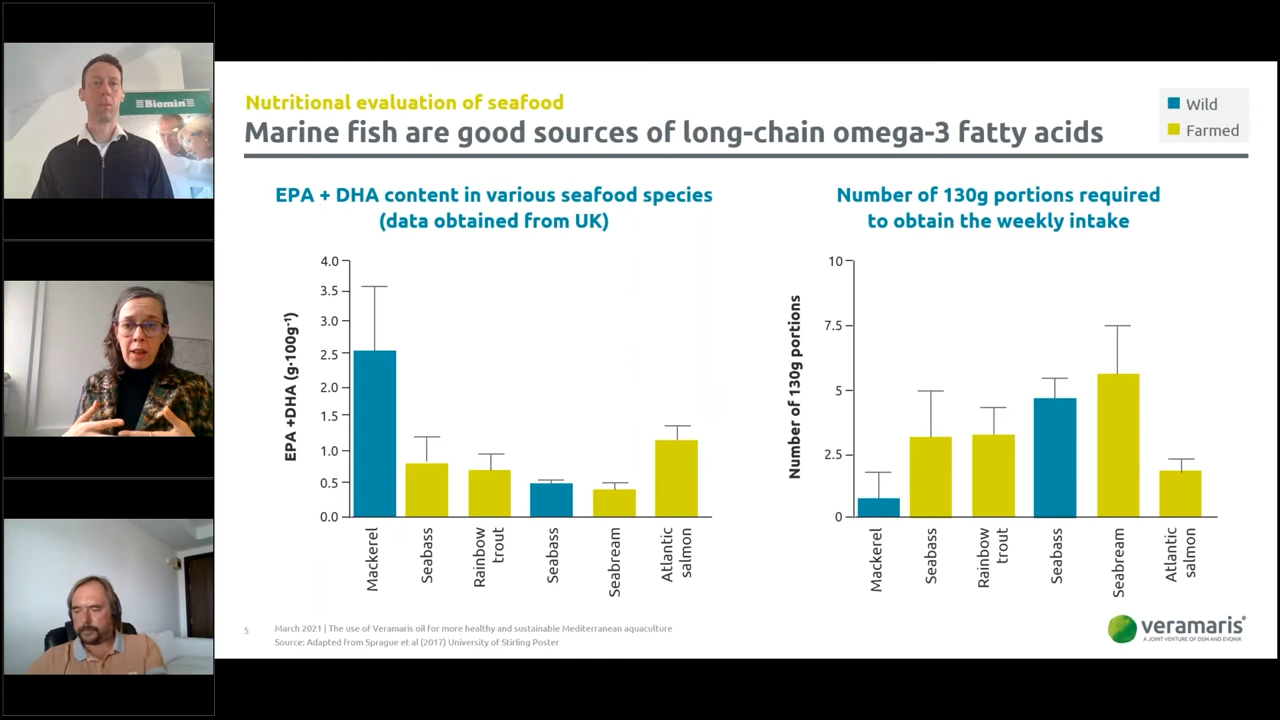 Biomin
Nutritional evaluation of seafood
Marine fish are good sources of long-chain omega-3 fatty acids
Wild
Farmed
EPA + DHA content in various seafood species
(data obtained from UK)
EPA +DHA (g·100g⁻¹)
4.0
3.5
3.0
2.5
2.0
1.5
1.0
0.5
0.0
Mackerel
Seabass
Rainbow
trout
Seabass
Seabream
Atlantic
salmon
Number of 130g portions required
to obtain the weekly intake
Number of 130g portions
10
7.5
5
2.5
0
Mackerel
Seabass
Rainbow
trout
Seabass
Seabream
Atlantic
salmon
5
March 2021 | The use of Veramaris oil for more healthy and sustainable Mediterranean aquaculture
Source: Adapted from Sprague et al (2017) University of Stirling Poster
veramaris®
A JOINT VENTURE OF DSM AND EVONIK